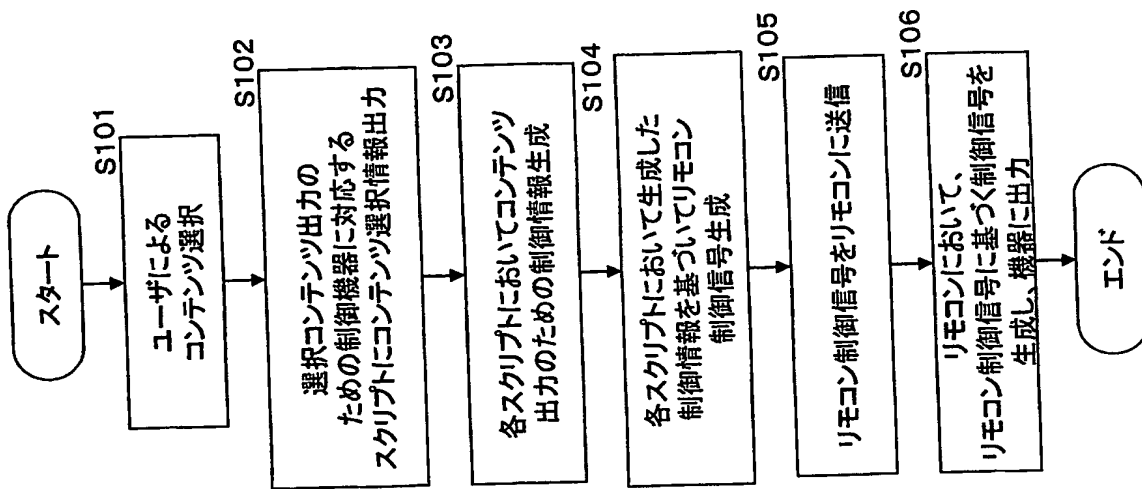 スタート
S101
ユーザによる
コンテンツ選択
S102
選択コンテンツ出力の
ための制御機器に対応する
スクリプトにコンテンツ選択情報出力
S103
各スクリプトにおいてコンテンツ
出力のための制御情報生成
S104
各スクリプトにおいて生成した
制御情報を基づいてリモコン
制御信号生成
S105
リモコン制御信号をリモコンに送信
S106
リモコンにおいて、
リモコン制御信号に基づく制御信号を
生成し、機器に出力
エンド